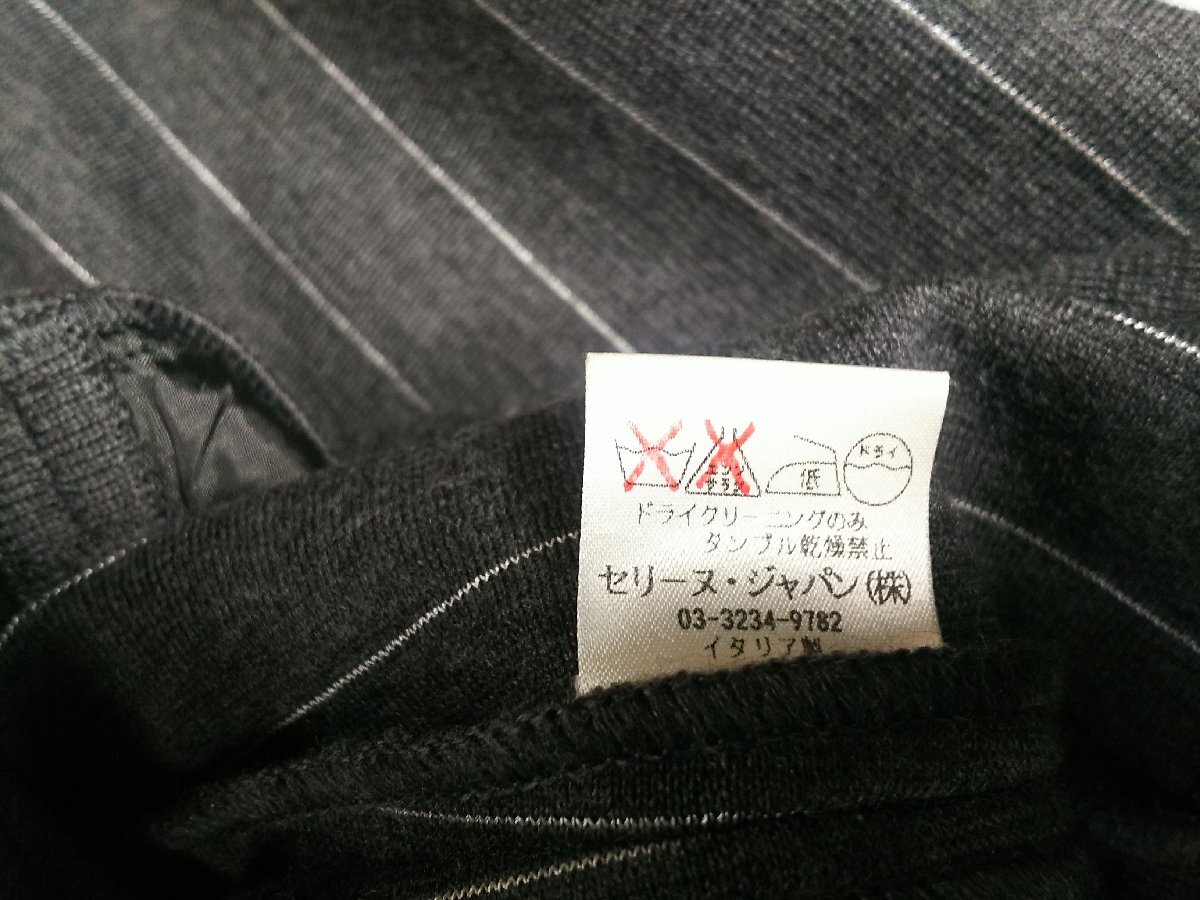 低 ドライ
ドライクリーニングのみ
タンブル乾燥禁止
セリーヌ・ジャパン(株)
03-3234-9782
イタリア製